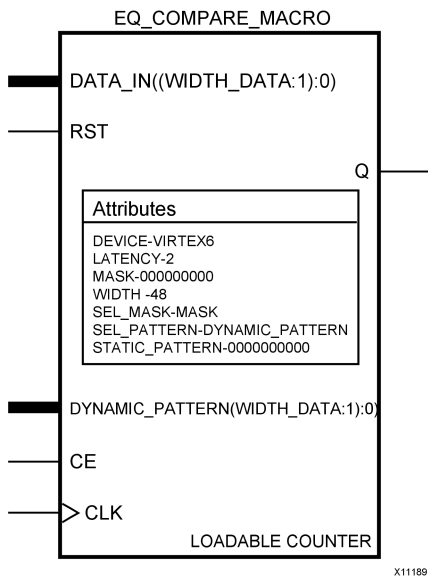 EQ_COMPARE_MACRO
DATA_IN((WIDTH_DATA:1):0)
RST
Q
Attributes
DEVICE-VIRTEX6
LATENCY-2
MASK-000000000
WIDTH -48
SEL_MASK-MASK
SEL_PATTERN-DYNAMIC_PATTERN
STATIC_PATTERN-0000000000
DYNAMIC_PATTERN(WIDTH_DATA:1):0)
CE
CLK
LOADABLE COUNTER
X11189